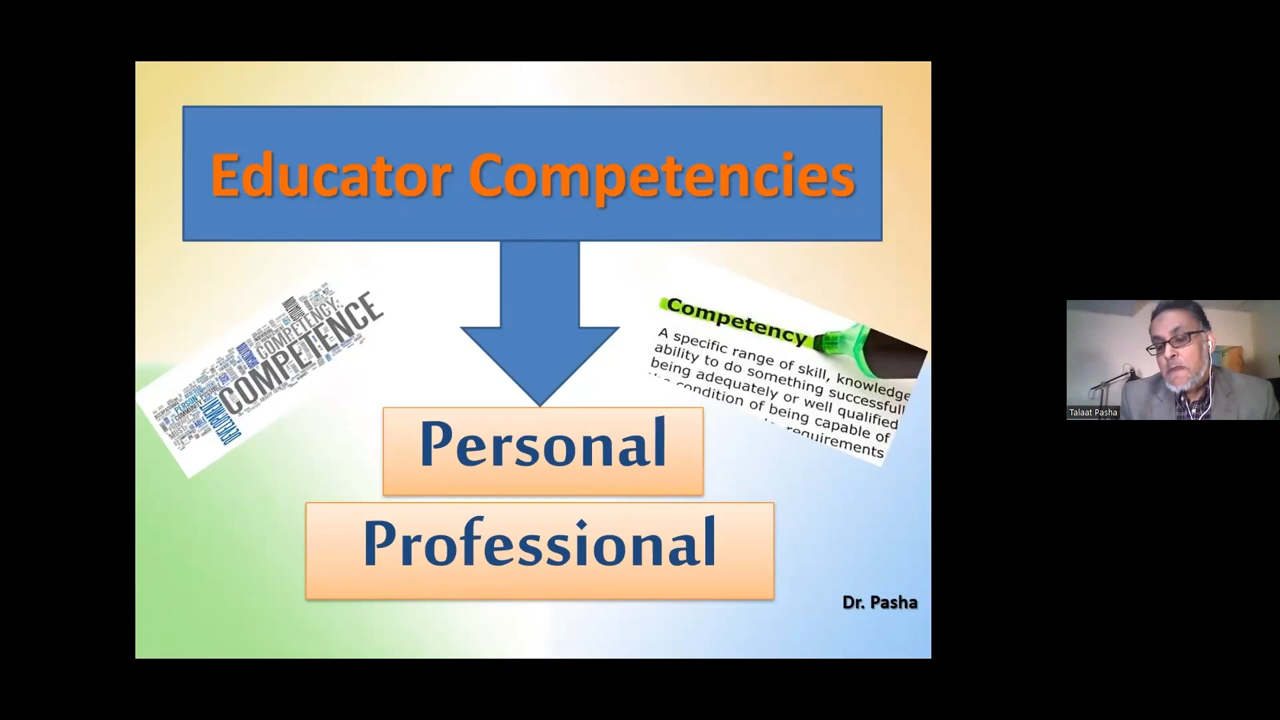 Educator Competencies
COMPETENCY
COMPETENCE
Competency
A specific range of skill, knowledge
ability to do something successfull
being adequately or well qualified
condition of being capable of
requirements
Personal
Professional
Dr. Pasha
Talaat Pasha